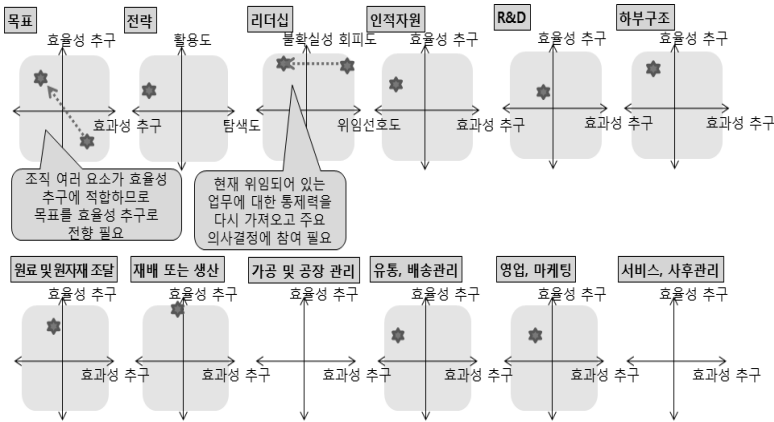 목표
전략
리더십
인적자원
R&D
하부구조
효율성 추구
활용도
불확실성 회피도
효율성 추구
효율성 추구
효율성 추구
효과성 추구
탐색도
위임선호도
효과성 추구
효과성 추구
효과성 추구
조직 여러 요소가 효율성
추구에 적합하므로
목표를 효율성 추구로
전향 필요
현재 위임되어 있는
업무에 대한 통제력을
다시 가져오고 주요
의사결정에 참여 필요
원료 및 원자재 조달
재배 또는 생산
가공 및 공장 관리
유통, 배송관리
영업, 마케팅
서비스, 사후관리
효율성 추구
효율성 추구
효율성 추구
효율성 추구
효율성 추구
효율성 추구
효과성 추구
효과성 추구
효과성 추구
효과성 추구
효과성 추구
효과성 추구